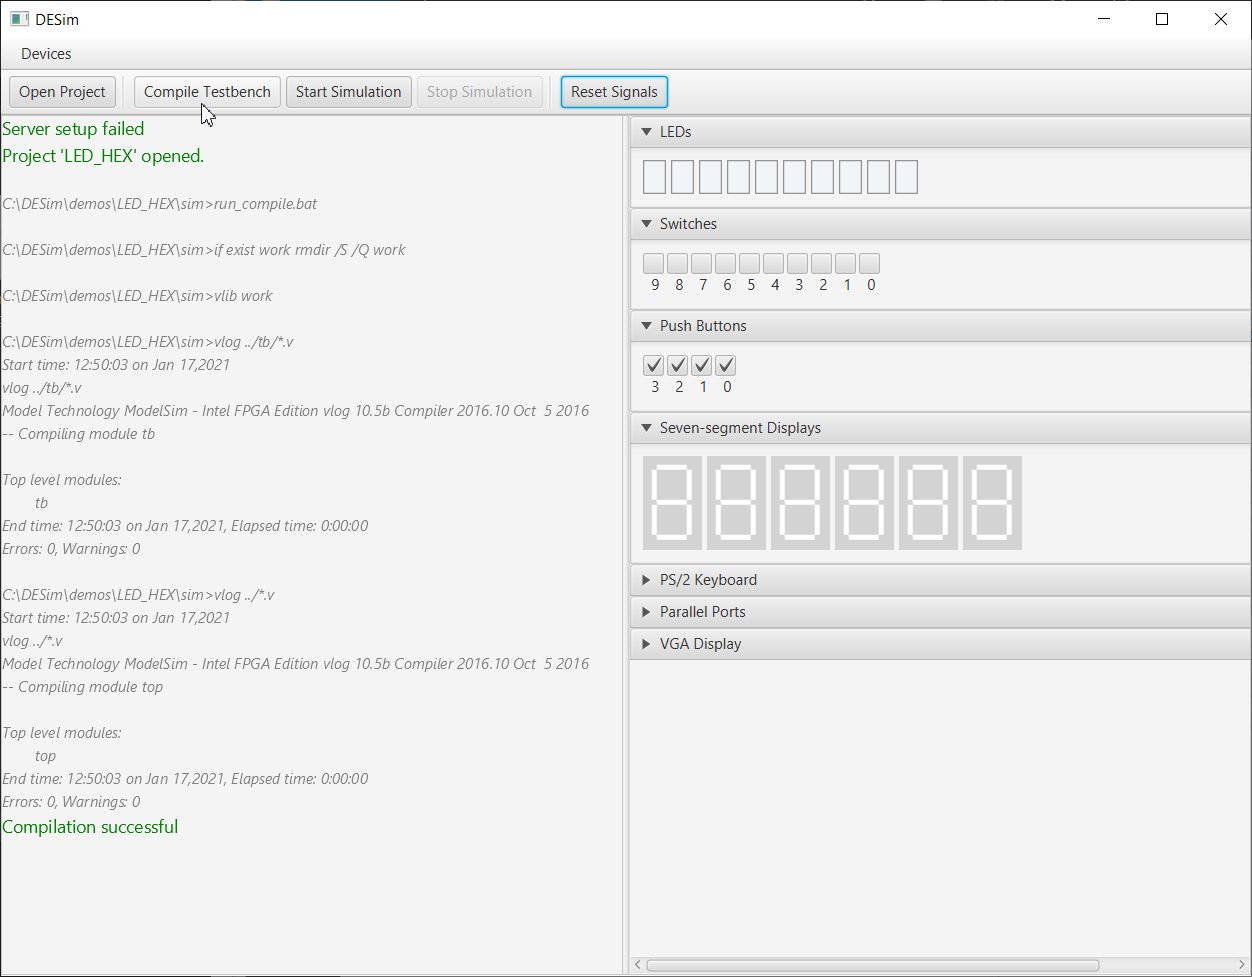 DESim
Devices
Open Project Compile Testbench Start Simulation Stop Simulation Reset Signals
Server setup failed
Project 'LED_HEX' opened.
C:\DESim\demos\LED_HEX\sim>run_compile.bat
C:\DESim\demos\LED_HEX\sim>if exist work rmdir /S /Q work
C:\DESim\demos\LED_HEX\sim>vlib work
C:\DESim\demos\LED_HEX\sim>vlog ../tb/*.v
Start time: 12:50:03 on Jan 17,2021
vlog ../tb/*.v
Model Technology ModelSim - Intel FPGA Edition vlog 10.5b Compiler 2016.10 Oct  5 2016
-- Compiling module tb
Top level modules:
tb
End time: 12:50:03 on Jan 17,2021, Elapsed time: 0:00:00
Errors: 0, Warnings: 0
C:\DESim\demos\LED_HEX\sim>vlog ../*.v
Start time: 12:50:03 on Jan 17,2021
vlog ../*.v
Model Technology ModelSim - Intel FPGA Edition vlog 10.5b Compiler 2016.10 Oct  5 2016
-- Compiling module top
Top level modules:
top
End time: 12:50:03 on Jan 17,2021, Elapsed time: 0:00:00
Errors: 0, Warnings: 0
Compilation successful
LEDs
Switches
9 8 7 6 5 4 3 2 1 0
Push Buttons
3 2 1 0
Seven-segment Displays
PS/2 Keyboard
Parallel Ports
VGA Display